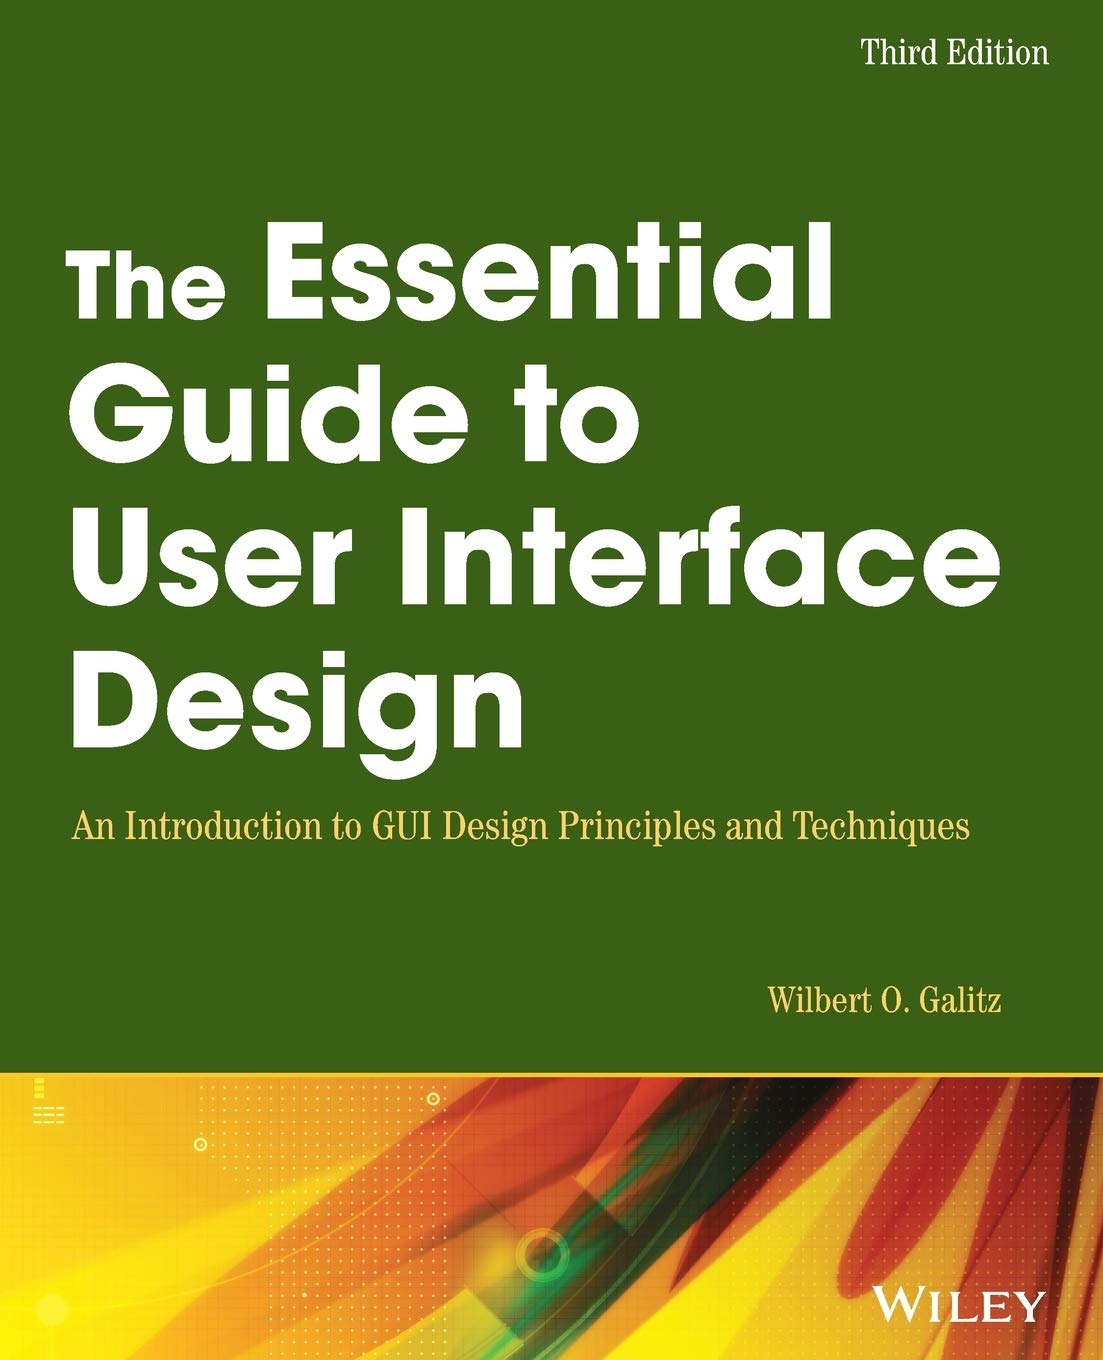 Third Edition
The Essential
Guide to
User Interface
Design
An Introduction to GUI Design Principles and Techniques
Wilbert O. Galitz
WILEY